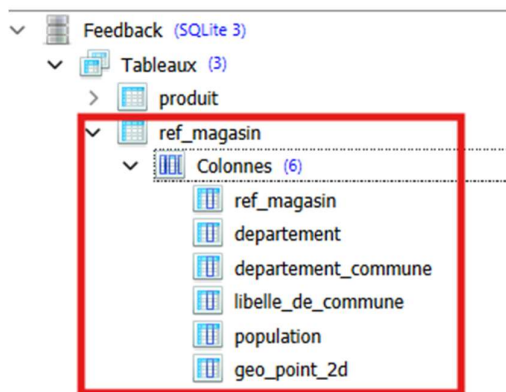 Feedback (SQLite 3)
Tableaux (3)
produit
ref_magasin
Colonnes (6)
ref_magasin
departement
departement_commune
libelle_de_commune
population
geo_point_2d